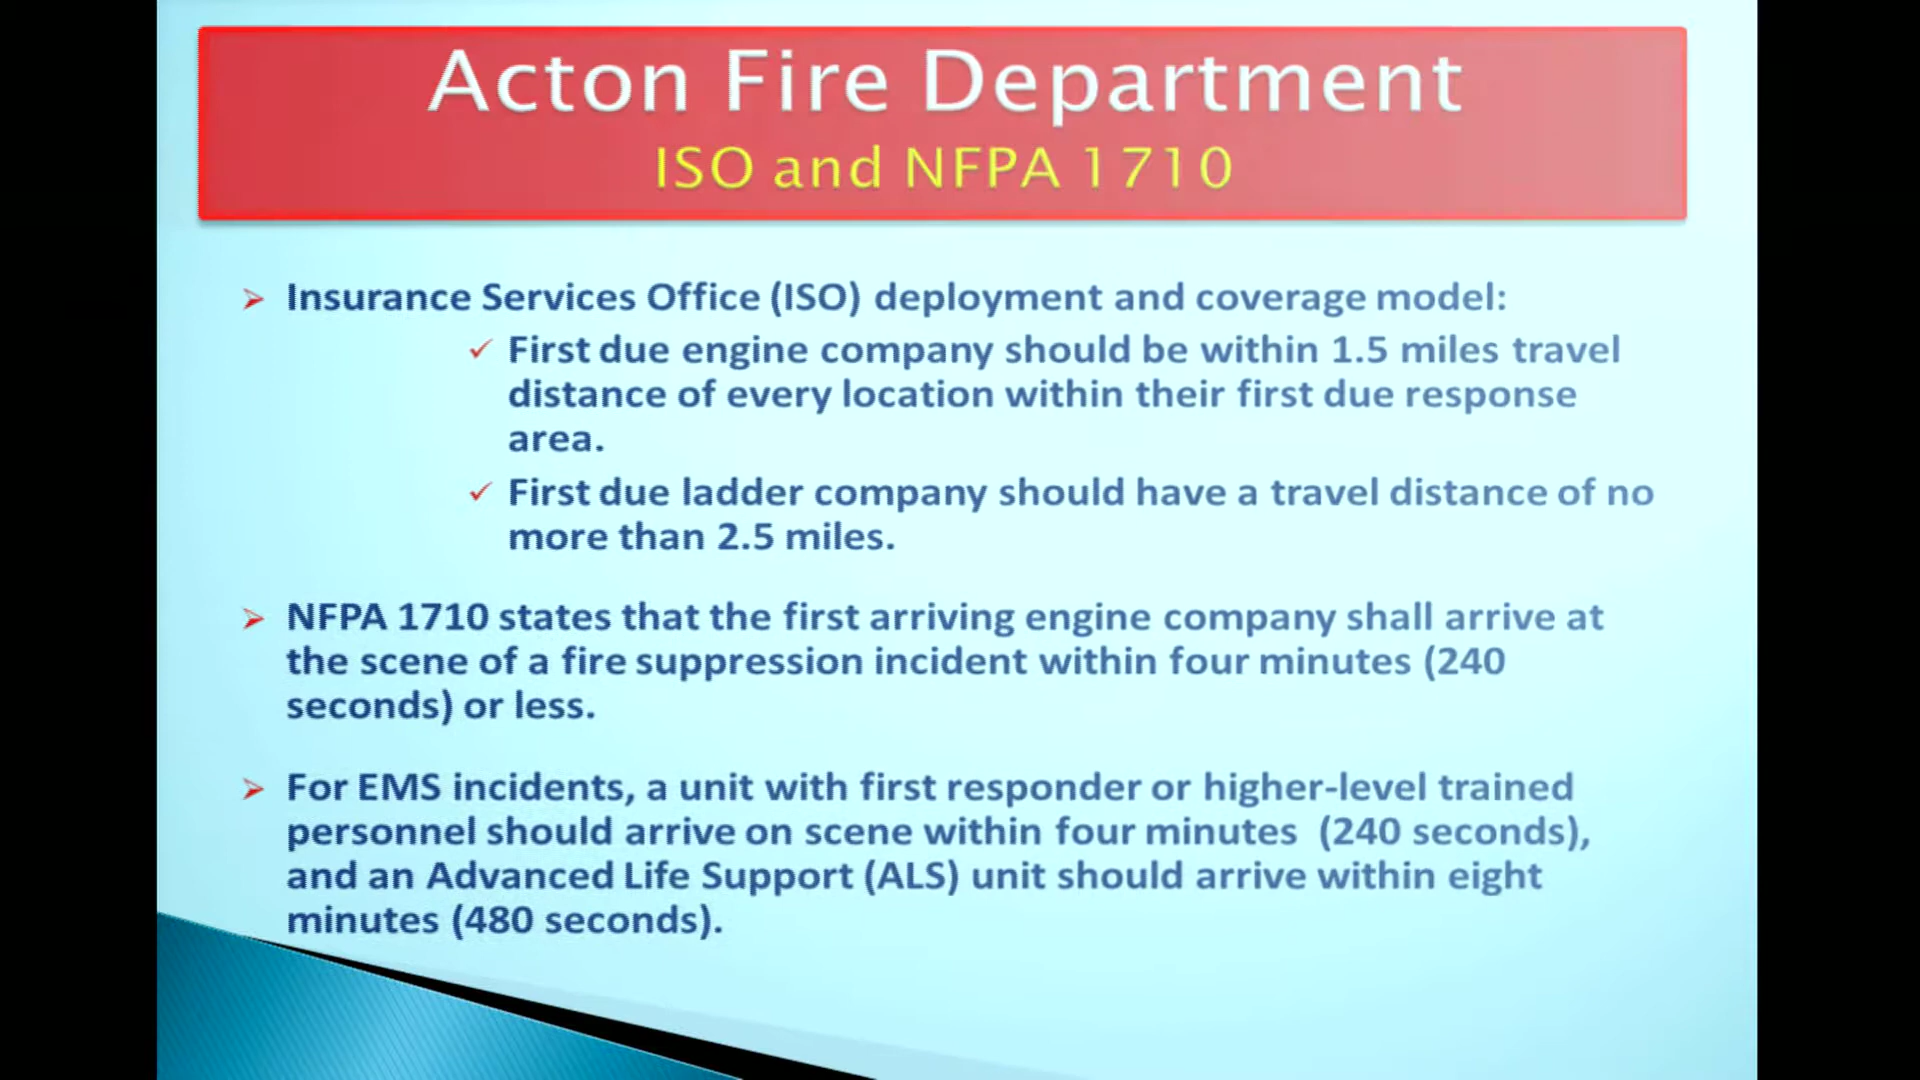 Acton Fire Department
ISO and NFPA 1710
Insurance Services Office (ISO) deployment and coverage model:
First due engine company should be within 1.5 miles travel
distance of every location within their first due response
area.
First due ladder company should have a travel distance of no
more than 2.5 miles.
NFPA 1710 states that the first arriving engine company shall arrive at
the scene of a fire suppression incident within four minutes (240
seconds) or less.
For EMS incidents, a unit with first responder or higher-level trained
personnel should arrive on scene within four minutes (240 seconds),
and an Advanced Life Support (ALS) unit should arrive within eight
minutes (480 seconds).